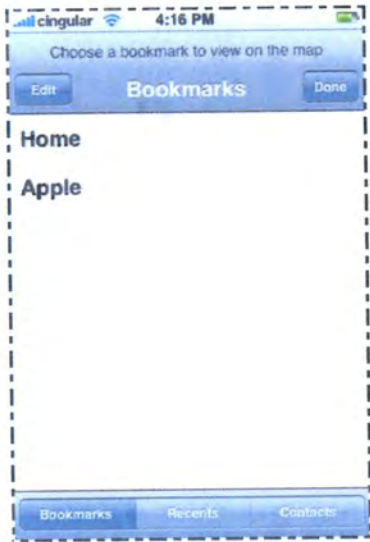 cingular 4:16 PM
Choose a bookmark to view on the map
Edit Bookmarks Done
Home
Apple
Bookmarks Recents Contacts